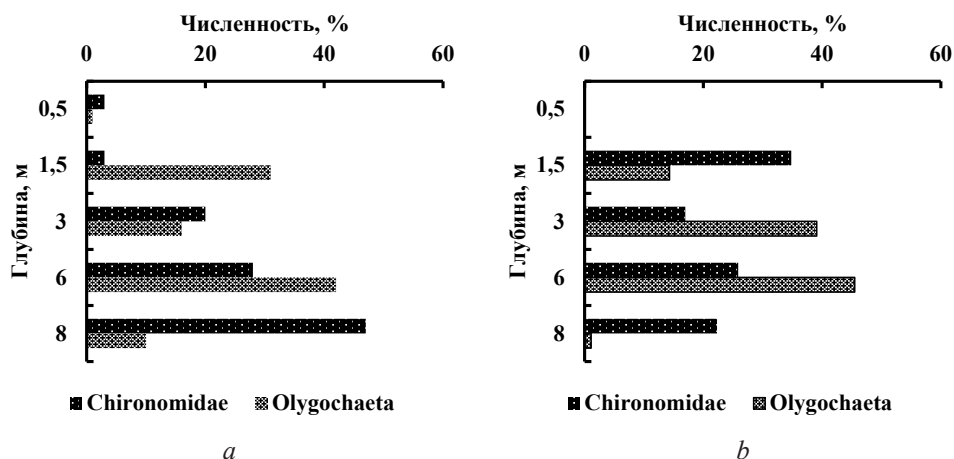 Численность, %
0 20 40 60
Глубина, м
0,5
1,5
3
6
8
Chironomidae Olygochaeta
a
Численность, %
0 20 40 60
Глубина, м
0,5
1,5
3
6
8
Chironomidae Olygochaeta
b